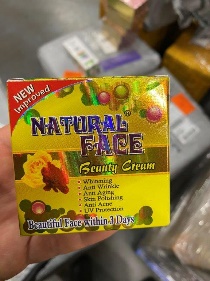 NEW
Improved
NATURAL
FACE
Beauty Cream
• Whitening
• Anti Wrinkle
• Anti Aging
• Skin Polishing
• Anti Acne
• UV Protection
Beautiful Face within 3 Days